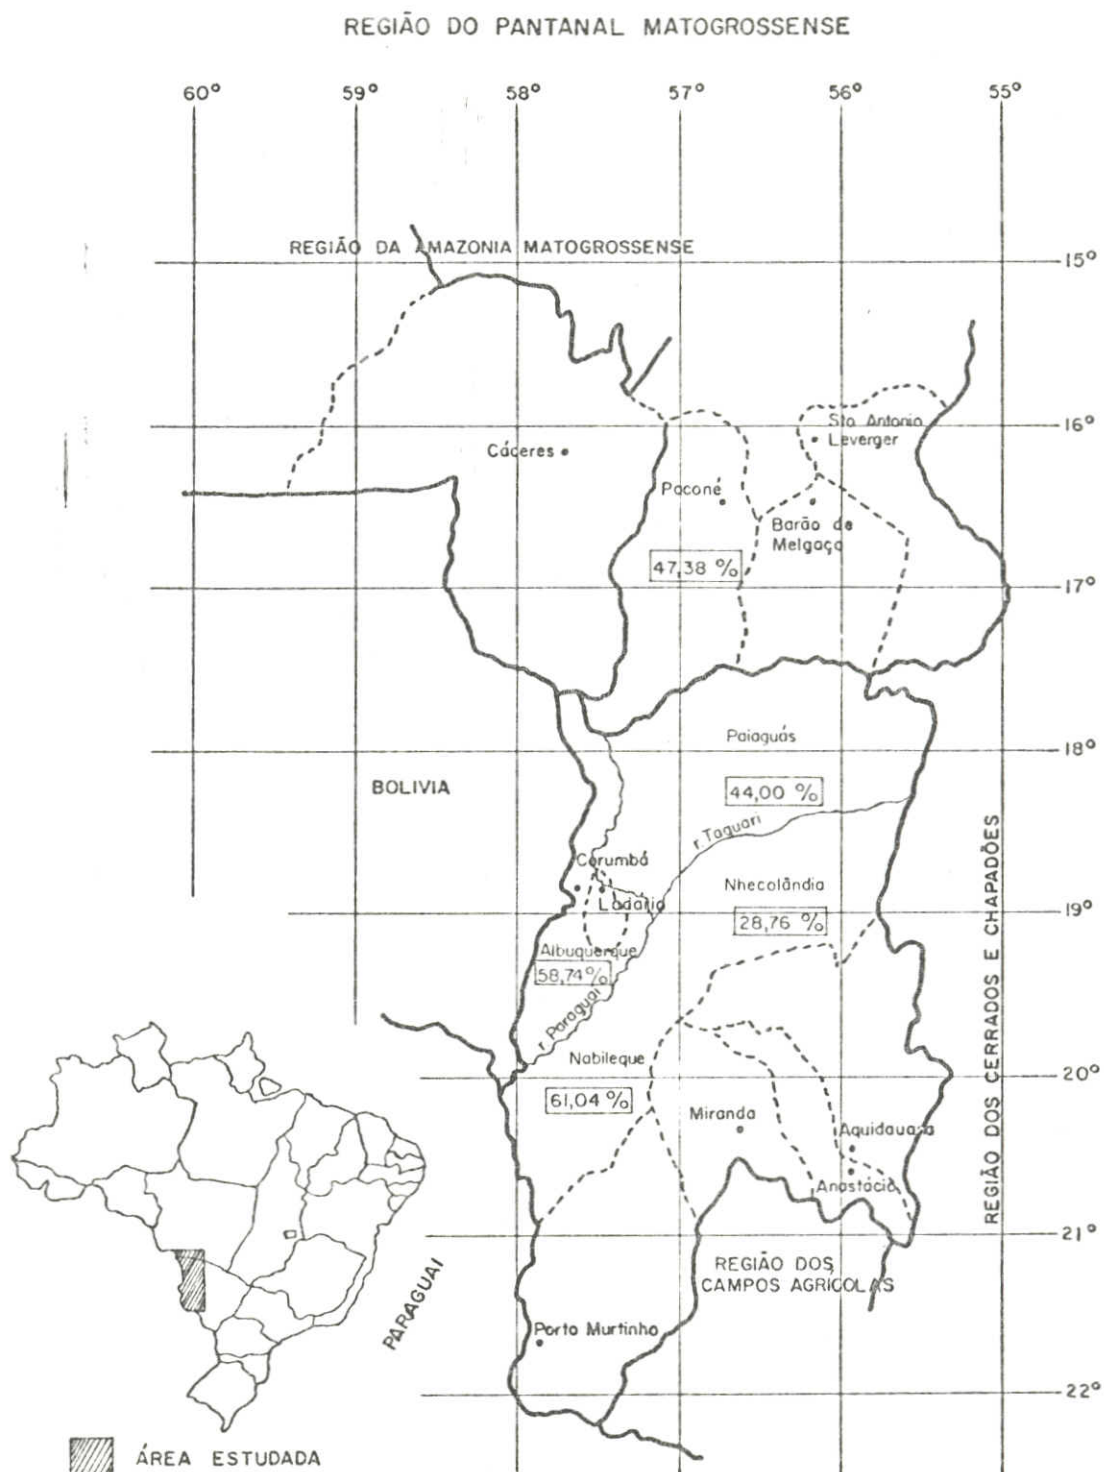 REGIÃO DO PANTANAL MATOGROSSENSE
60° 59° 58° 57° 56° 55°
REGIÃO DA AMAZONIA MATOGROSSENSE
15°
Sto Antonio
Leverger
16°
Cáceres
Poconé
Barão de
Melgaço
47,38 %
17°
Paiaguás
18°
BOLIVIA
44,00 %
r. Taquari
Corumbá
Ladário
Nhecolândia
19°
28,76 %
Albuquerque
58,74%
r. Paraguai
Nabileque
20°
61,04 %
Miranda
Aquidauana
Anastácio
REGIÃO DOS CERRADOS E CHAPADÕES
21°
REGIÃO DOS
CAMPOS AGRÍCOLAS
PARAGUAI
Porto Murtinho
22°
ÁREA ESTUDADA